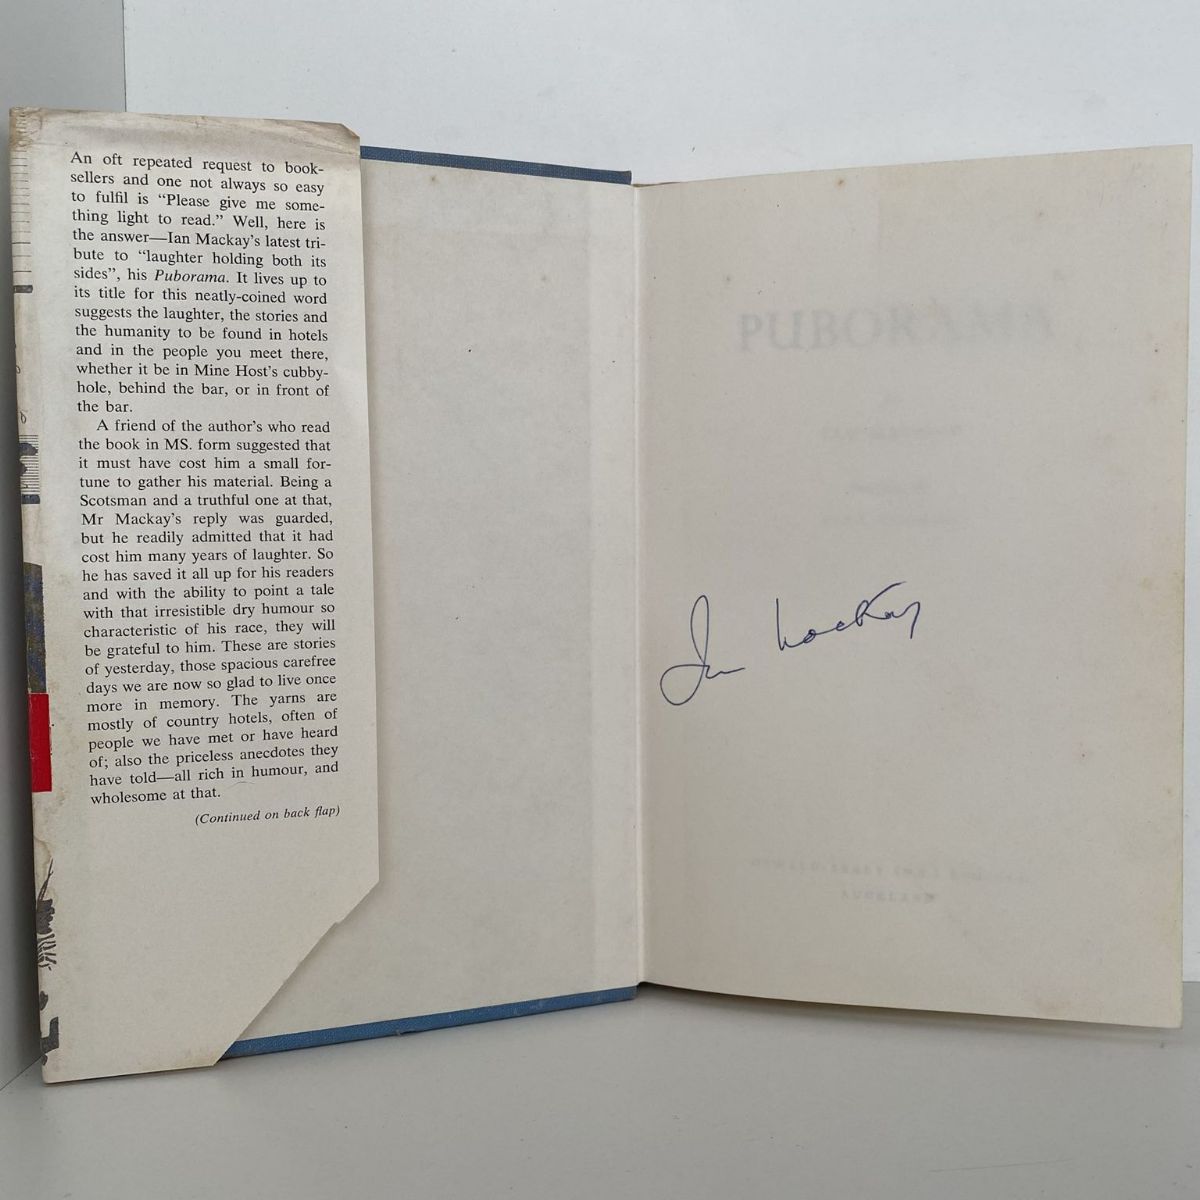 An oft repeated request to book-
sellers and one not always so easy
to fulfil is “Please give me some-
thing light to read.” Well, here is
the answer—Ian Mackay’s latest tri-
bute to “laughter holding both its
sides”, his Puborama. It lives up to
its title for this neatly-coined word
suggests the laughter, the stories and
the humanity to be found in hotels
and in the people you meet there,
whether it be in Mine Host’s cubby-
hole, behind the bar, or in front of
the bar.
A friend of the author’s who read
the book in MS. form suggested that
it must have cost him a small for-
tune to gather his material. Being a
Scotsman and a truthful one at that,
Mr Mackay’s reply was guarded,
but he readily admitted that it had
cost him many years of laughter. So
he has saved it all up for his readers
and with the ability to point a tale
with that irresistible dry humour so
characteristic of his race, they will
be grateful to him. These are stories
of yesterday, those spacious carefree
days we are now so glad to live once
more in memory. The yarns are
mostly of country hotels, often of
people we have met or have heard
of; also the priceless anecdotes they
have told—all rich in humour, and
wholesome at that.
(Continued on back flap)
PUBORAMA
Ian Mackay
AUCKLAND